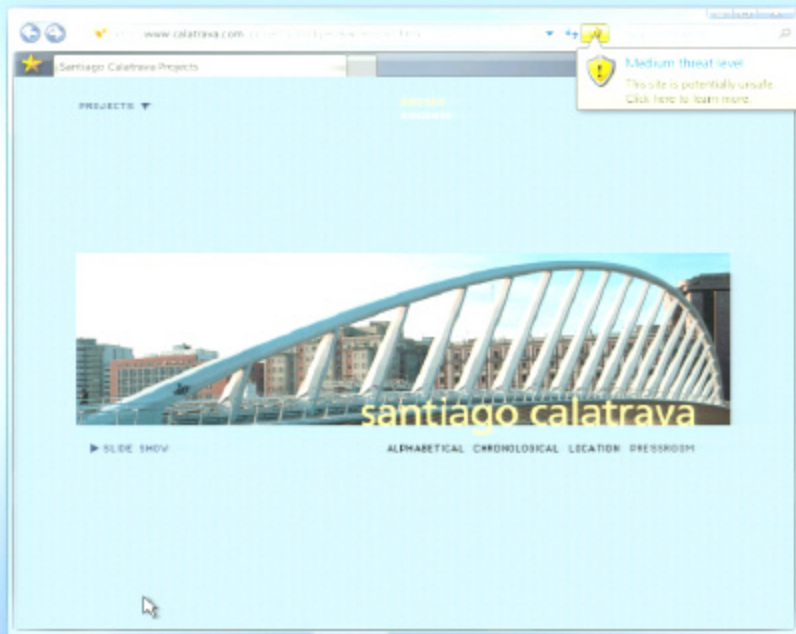 www.calatrava.com
Santiago Calatrava Projects
Medium threat level
This site is potentially unsafe.
Click here to learn more.
PROJECTS
santiago calatrava
SLIDE SHOW
ALPHABETICAL CHRONOLOGICAL LOCATION PRESSROOM